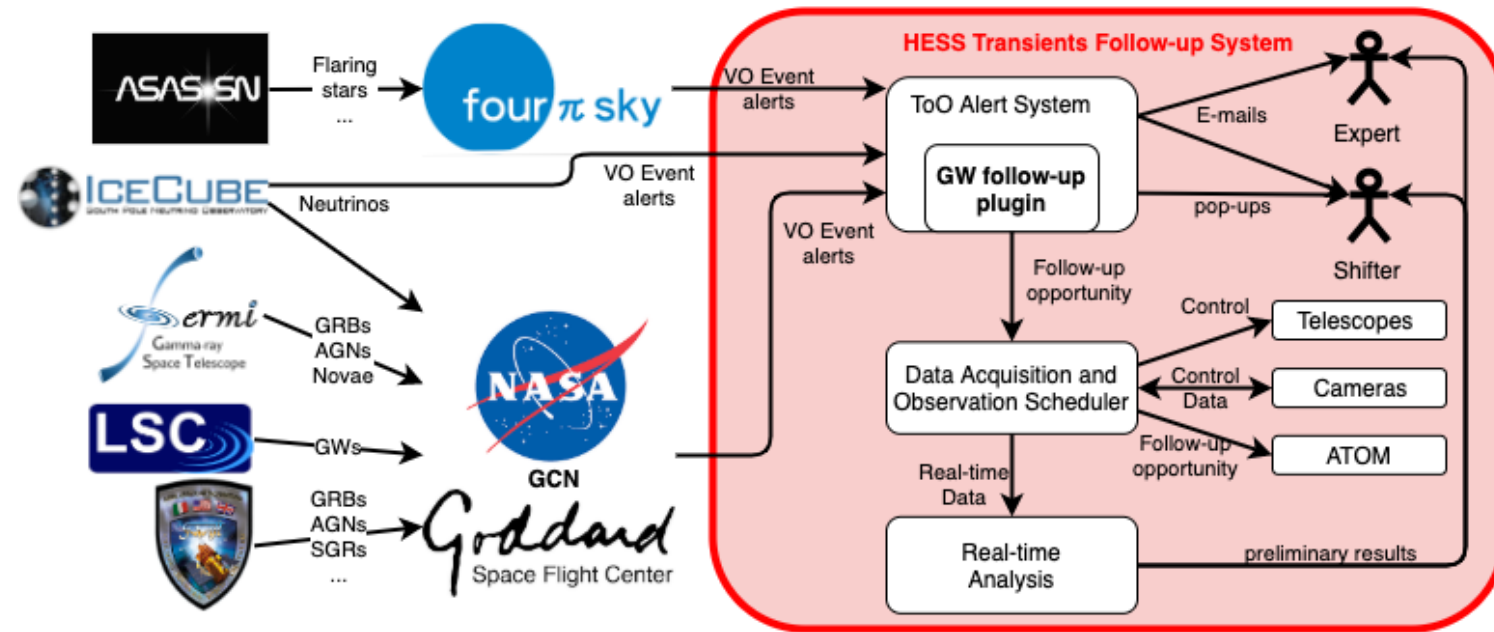 HESS Transients Follow-up System
ASAS-SN
Flaring
stars
...
four π sky
VO Event
alerts
ToO Alert System
GW follow-up
plugin
E-mails
Expert
ICECUBE
SOUTH POLE NEUTRINO OBSERVATORY
Neutrinos
VO Event
alerts
pop-ups
Shifter
VO Event
alerts
Fermi
Gamma-ray
Space Telescope
GRBs
AGNs
Novae
NASA
GCN
Follow-up
opportunity
Control
Telescopes
Data Acquisition and
Observation Scheduler
Control
Data
Cameras
LSC
GWs
Follow-up
opportunity
ATOM
Real-time
Data
GRBs
AGNs
SGRs
...
Goddard
Space Flight Center
Real-time
Analysis
preliminary results